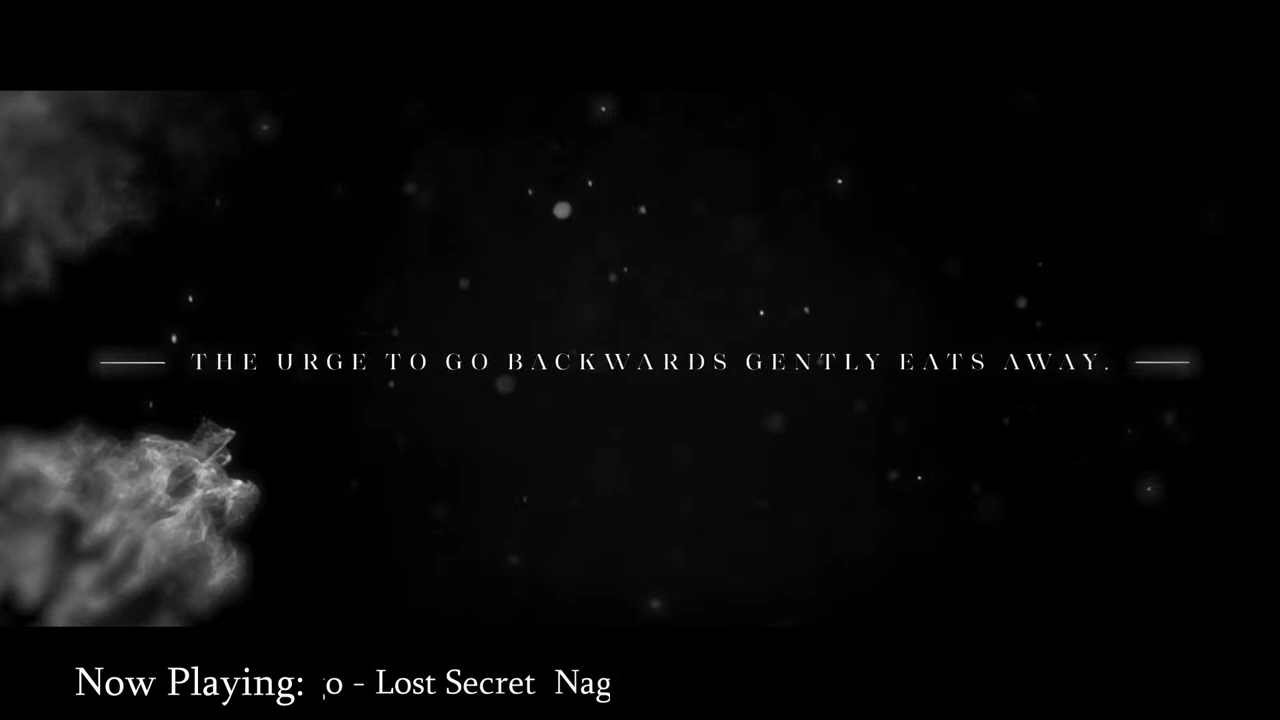 THE URGE TO GO BACKWARDS GENTLY EATS AWAY.
Now Playing: o - Lost Secret Nag